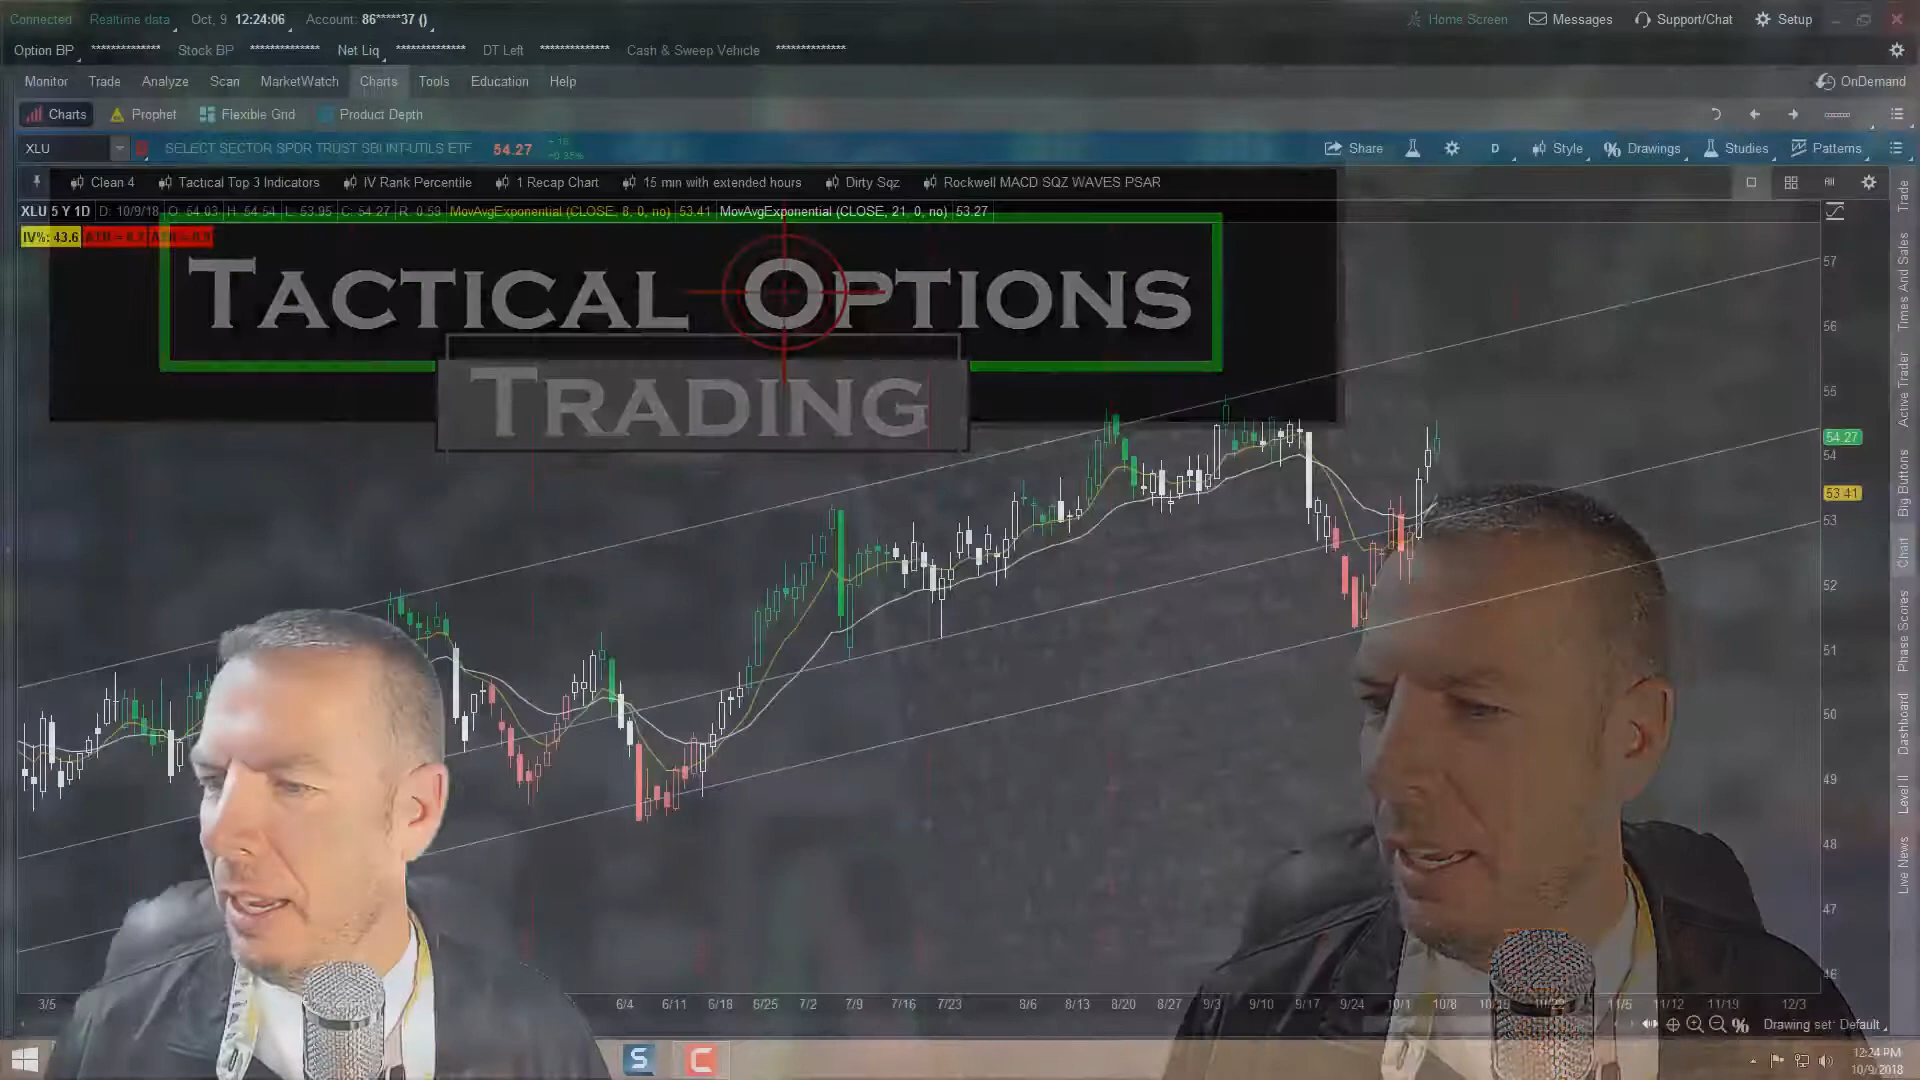 Connected Realtime data Oct, 9 12:24:06 Account: 86*****37 () Home Screen Messages Support/Chat Setup
Option BP ************** Stock BP ************** Net Liq ************** DT Left ************** Cash & Sweep Vehicle **************
Monitor Trade Analyze Scan MarketWatch Charts Tools Education Help OnDemand
Charts Prophet Flexible Grid Product Depth
XLU SELECT SECTOR SPDR TRUST SBI INT-UTILS ETF 54.27 +.19 +0.35% Share D Style Drawings Studies Patterns
Clean 4 Tactical Top 3 Indicators IV Rank Percentile 1 Recap Chart 15 min with extended hours Dirty Sqz Rockwell MACD SQZ WAVES PSAR
XLU 5 Y 1D D: 10/9/18 O: 54.03 H: 54.54 L: 53.95 C: 54.27 R: 0.59 MovAvgExponential (CLOSE, 8, 0, no) 53.41 MovAvgExponential (CLOSE, 21, 0, no) 53.27
IV%: 43.6
TACTICAL OPTIONS
TRADING
57
56
55
54.27
54
53.41
53
52
51
50
49
48
47
46
Trade
Times And Sales
Active Trader
Big Buttons
Chart
Phase Scores
Dashboard
Level II
Live News
3/5 6/4 6/11 6/18 6/25 7/2 7/9 7/16 7/23 8/6 8/13 8/20 8/27 9/3 9/10 9/17 9/24 10/1 10/8 10/15 10/22 11/5 11/12 11/19 12/3
Drawing set: Default
S C
12:24 PM
10/9/2018